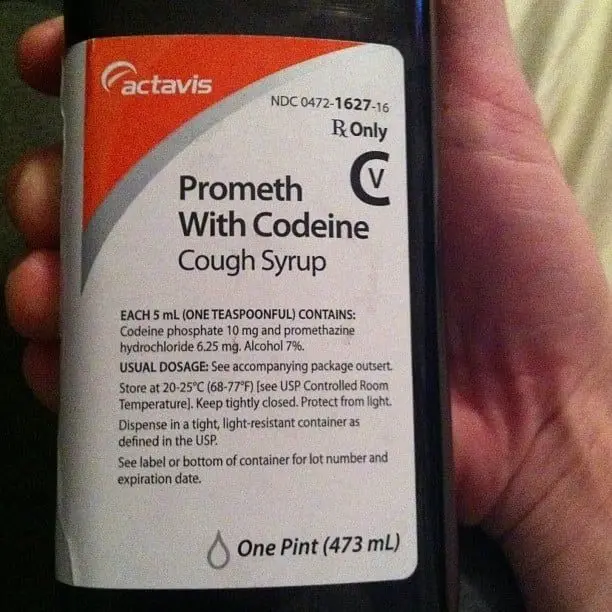 actavis
NDC 0472-1627-16
Rx Only
CV
Prometh
With Codeine
Cough Syrup
EACH 5 mL (ONE TEASPOONFUL) CONTAINS:
Codeine phosphate 10 mg and promethazine
hydrochloride 6.25 mg. Alcohol 7%.
USUAL DOSAGE: See accompanying package outsert.
Store at 20-25°C (68-77°F) [see USP Controlled Room
Temperature]. Keep tightly closed. Protect from light.
Dispense in a tight, light-resistant container as
defined in the USP.
See label or bottom of container for lot number and
expiration date.
One Pint (473 mL)